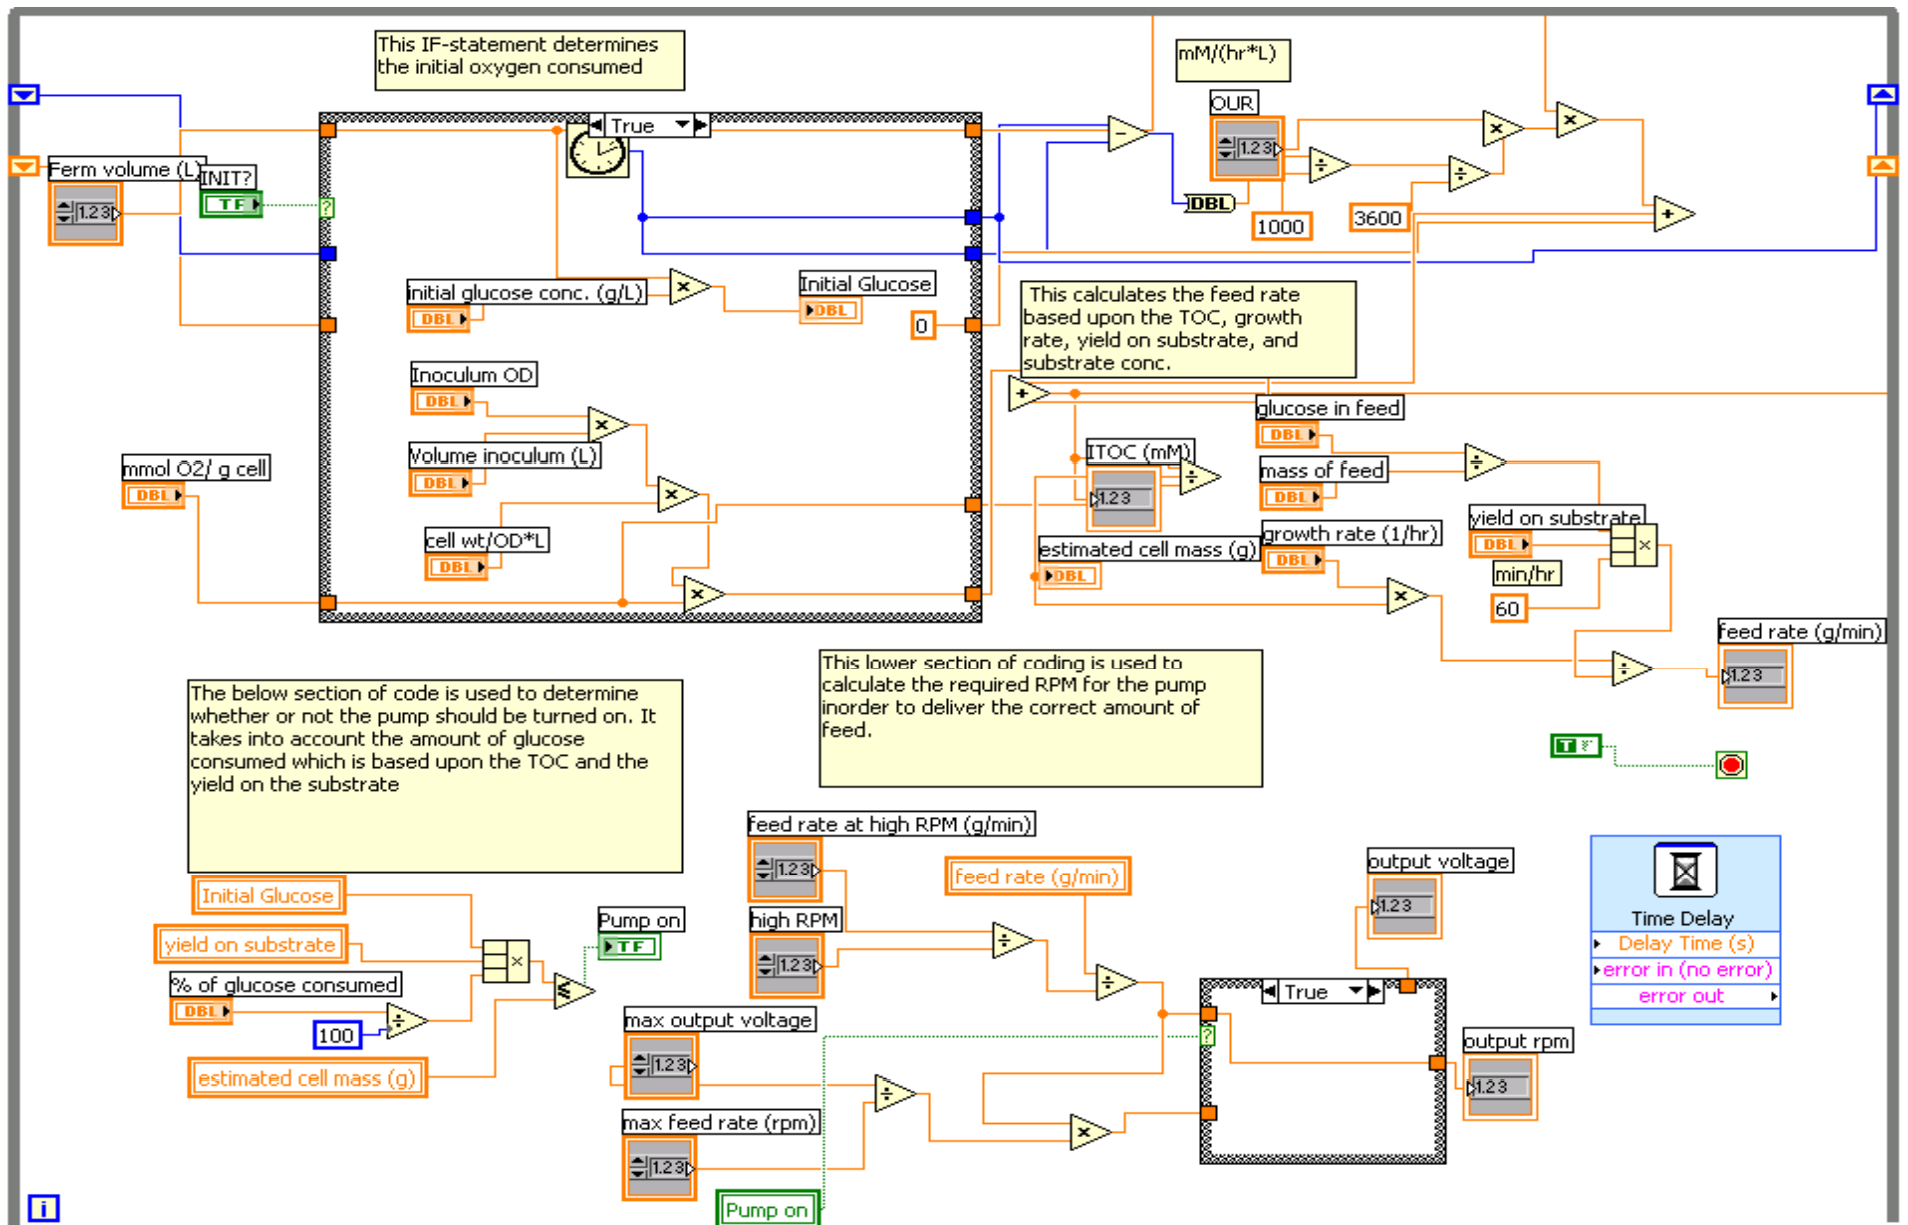 This IF-statement determines
the initial oxygen consumed
mM/(hr*L)
OUR
1.23
True
Ferm volume (L)
INIT?
1.23
TF
?
DBL
1000
3600
initial glucose conc. (g/L)
DBL
Initial Glucose
DBL
0
This calculates the feed rate
based upon the TOC, growth
rate, yield on substrate, and
substrate conc.
Inoculum OD
DBL
Volume inoculum (L)
DBL
cell wt/OD*L
DBL
mmol O2/ g cell
DBL
glucose in feed
DBL
mass of feed
DBL
ITOC (mM)
1.23
estimated cell mass (g)
DBL
growth rate (1/hr)
DBL
yield on substrate
DBL
min/hr
60
feed rate (g/min)
1.23
The below section of code is used to determine
whether or not the pump should be turned on. It
takes into account the amount of glucose
consumed which is based upon the TOC and the
yield on the substrate
This lower section of coding is used to
calculate the required RPM for the pump
inorder to deliver the correct amount of
feed.
T
F
feed rate at high RPM (g/min)
1.23
feed rate (g/min)
high RPM
1.23
output voltage
1.23
Time Delay
Delay Time (s)
error in (no error)
error out
Initial Glucose
yield on substrate
% of glucose consumed
DBL
100
estimated cell mass (g)
Pump on
TF
max output voltage
1.23
max feed rate (rpm)
1.23
True
?
output rpm
1.23
Pump on
i